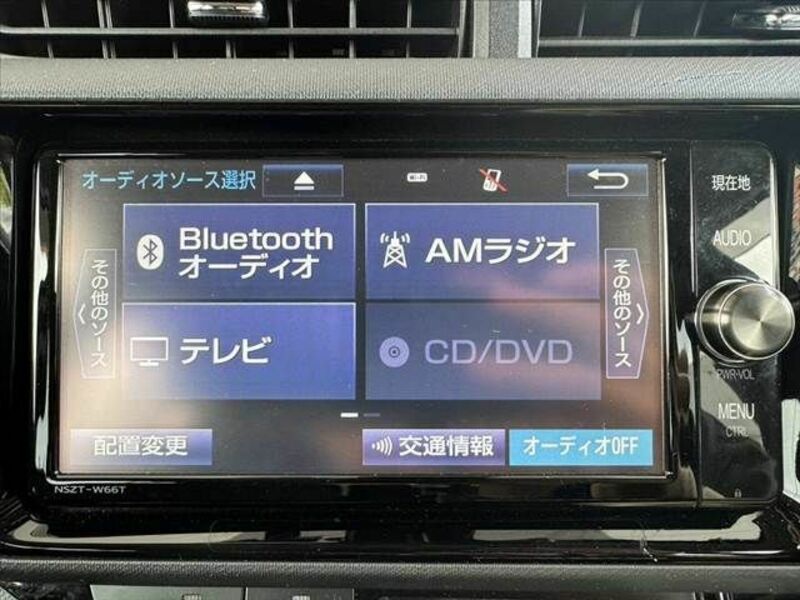 オーディオソース選択
Wi-Fi
現在地
AUDIO
その他のソース
Bluetooth
オーディオ
AMラジオ
その他のソース
テレビ
CD/DVD
PWR-VOL
MENU
CTRL
配置変更
交通情報
オーディオOFF
NSZT-W66T